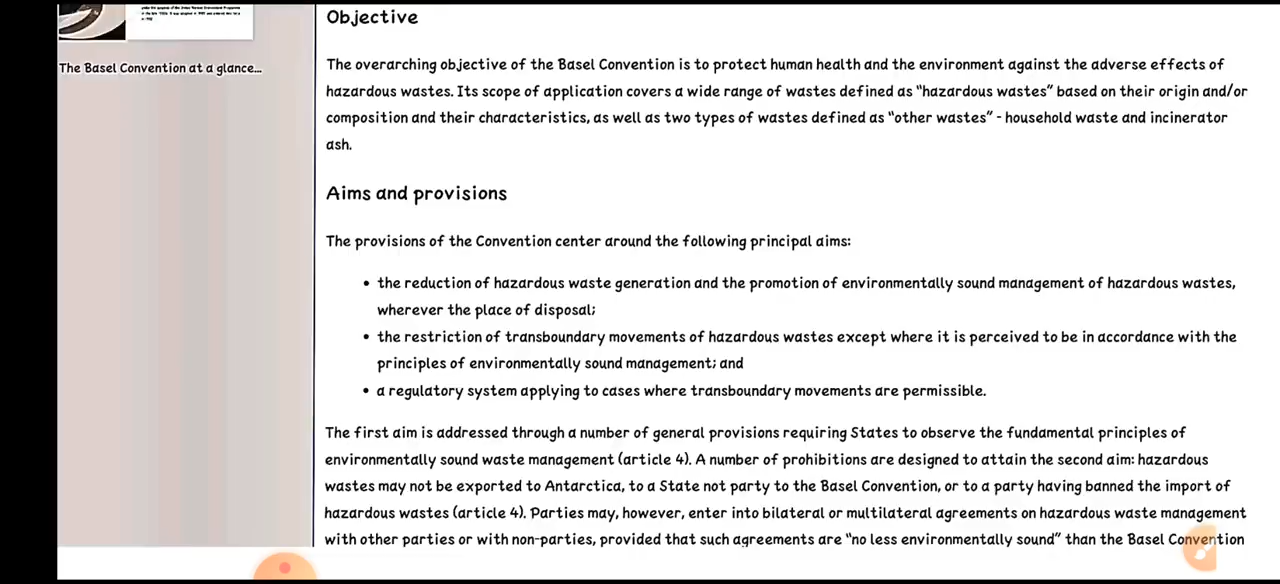 Objective
The Basel Convention at a glance...
The overarching objective of the Basel Convention is to protect human health and the environment against the adverse effects of
hazardous wastes. Its scope of application covers a wide range of wastes defined as "hazardous wastes" based on their origin and/or
composition and their characteristics, as well as two types of wastes defined as "other wastes" - household waste and incinerator
ash.
Aims and provisions
The provisions of the Convention center around the following principal aims:
• the reduction of hazardous waste generation and the promotion of environmentally sound management of hazardous wastes,
wherever the place of disposal;
• the restriction of transboundary movements of hazardous wastes except where it is perceived to be in accordance with the
principles of environmentally sound management; and
• a regulatory system applying to cases where transboundary movements are permissible.
The first aim is addressed through a number of general provisions requiring States to observe the fundamental principles of
environmentally sound waste management (article 4). A number of prohibitions are designed to attain the second aim: hazardous
wastes may not be exported to Antarctica, to a State not party to the Basel Convention, or to a party having banned the import of
hazardous wastes (article 4). Parties may, however, enter into bilateral or multilateral agreements on hazardous waste management
with other parties or with non-parties, provided that such agreements are "no less environmentally sound" than the Basel Convention